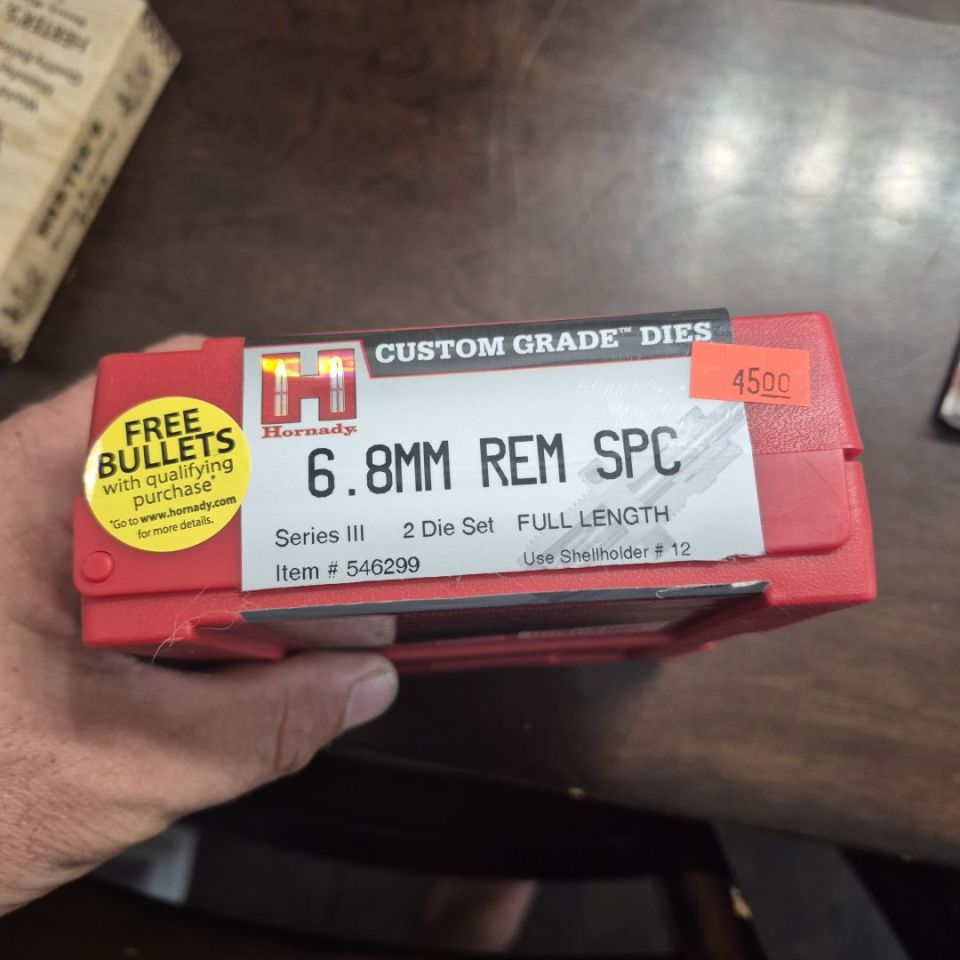 CUSTOM GRADE™ DIES
4500
Hornady.
6.8MM REM SPC
Series III 2 Die Set FULL LENGTH
Item # 546299 Use Shellholder # 12
FREE
BULLETS
with qualifying
purchase*
*Go to www.hornady.com
for more details.
HERTER'S